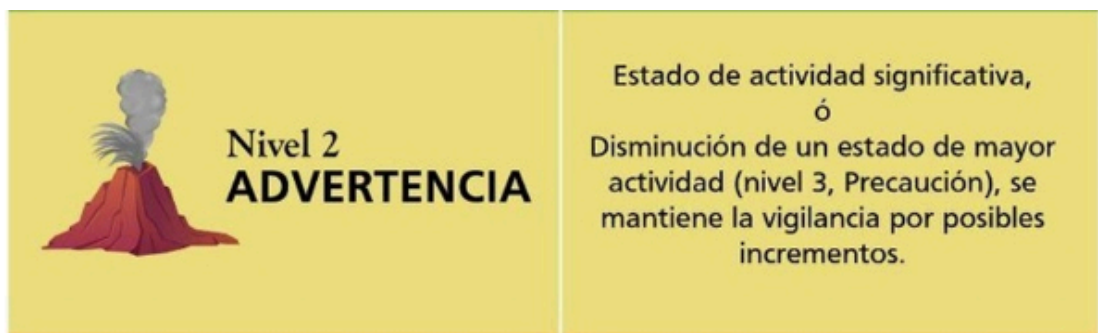 Nivel 2
ADVERTENCIA
Estado de actividad significativa,
ó
Disminución de un estado de mayor
actividad (nivel 3, Precaución), se
mantiene la vigilancia por posibles
incrementos.